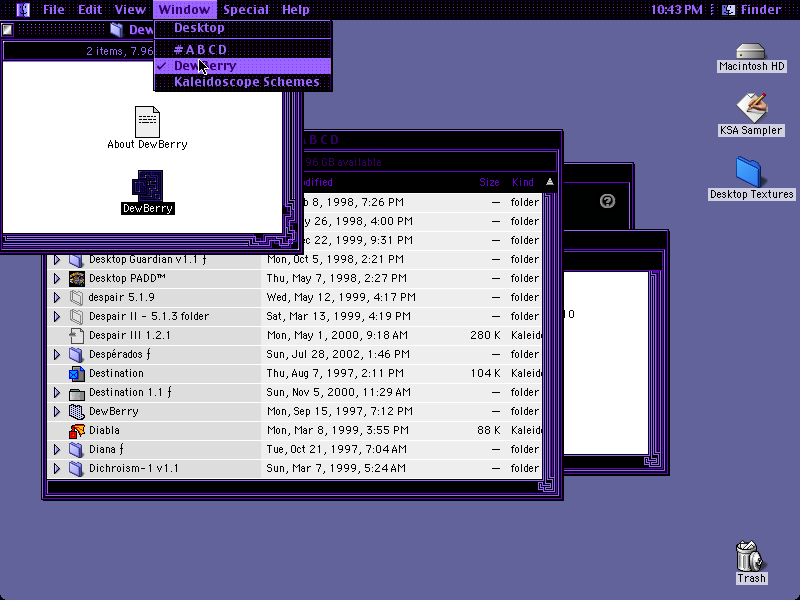 File Edit View Window Special Help 10:43 PM Finder
Desktop
#ABCD
DewBerry
Kaleidoscope Schemes
Dew
2 items, 7.96
About DewBerry
DewBerry
Macintosh HD
KSA Sampler
Desktop Textures
Trash
BCD
96 GB available
dified Size Kind
b 8, 1998, 7:26 PM — folder
y 26, 1998, 4:00 PM — folder
ec 22, 1999, 9:31 PM — folder
Desktop Guardian v1.1 ƒ Mon, Oct 5, 1998, 2:21 PM — folder
Desktop PADD™ Thu, May 7, 1998, 2:27 PM — folder
despair 5.1.9 Wed, May 12, 1999, 4:17 PM — folder
Despair II - 5.1.3 folder Sat, Mar 13, 1999, 4:19 PM — folder
Despair III 1.2.1 Mon, May 1, 2000, 9:18 AM 280 K Kaleid
Despérados ƒ Sun, Jul 28, 2002, 1:46 PM — folder
Destination Thu, Aug 7, 1997, 2:11 PM 104 K Kaleid
Destination 1.1 ƒ Sun, Nov 5, 2000, 11:29 AM — folder
DewBerry Mon, Sep 15, 1997, 7:12 PM — folder
Diabla Mon, Mar 8, 1999, 3:55 PM 88 K Kaleid
Diana ƒ Tue, Oct 21, 1997, 7:04 AM — folder
Dichroism-1 v1.1 Sun, Mar 7, 1999, 5:24 AM — folder
10